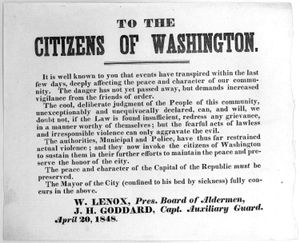 TO THE
CITIZENS OF WASHINGTON.
It is well known to you that events have transpired within the last
few days, deeply affecting the peace and character of our commu-
nity. The danger has not yet passed away, but demands increased
vigilance from the friends of order.
The cool, deliberate judgment of the People of this community,
unexceptionably and unequivocally declared, can, and will, we
doubt not, if the Law is found insufficient, redress any grievance,
in a manner worthy of themselves; but the fearful acts of lawless
and irresponsible violence can only aggravate the evil.
The authorities, Municipal and Police, have thus far restrained
actual violence; and they now invoke the citizens of Washington
to sustain them in their further efforts to maintain the peace and pre-
serve the honor of the city.
The peace and character of the Capital of the Republic must be
preserved.
The Mayor of the City (confined to his bed by sickness) fully con-
curs in the above.
W. LENOX, Pres. Board of Aldermen,
J. H. GODDARD, Capt. Auxiliary Guard.
April 20, 1848.